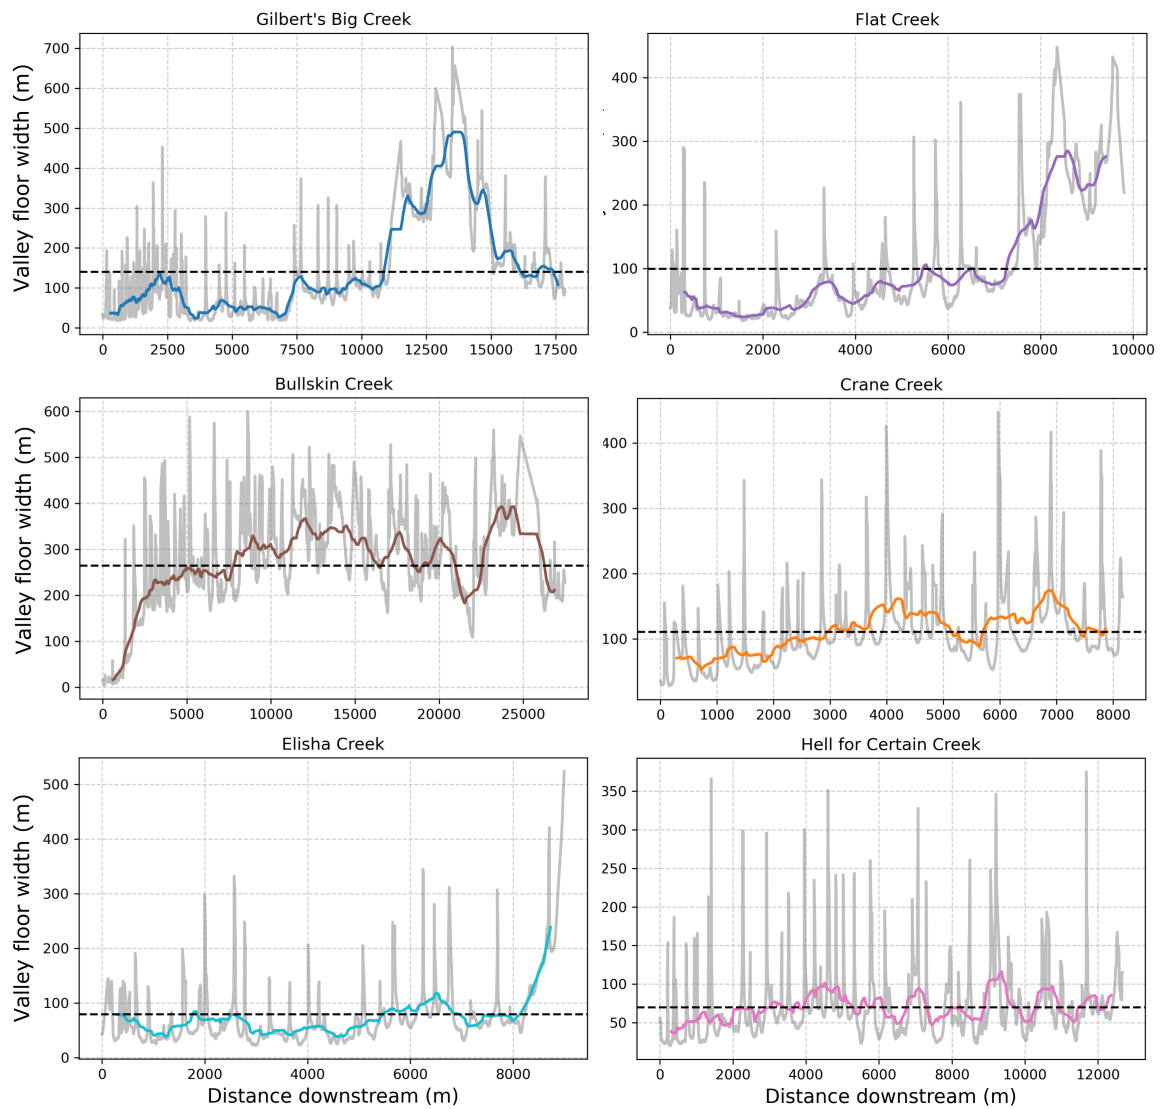 Gilbert's Big Creek
Valley floor width (m)
700
600
500
400
300
200
100
0
0 2500 5000 7500 10000 12500 15000 17500
Flat Creek
400
300
200
100
0
0 2000 4000 6000 8000 10000
Bullskin Creek
Valley floor width (m)
600
500
400
300
200
100
0
0 5000 10000 15000 20000 25000
Crane Creek
400
300
200
100
0 1000 2000 3000 4000 5000 6000 7000 8000
Elisha Creek
Valley floor width (m)
500
400
300
200
100
0
0 2000 4000 6000 8000
Distance downstream (m)
Hell for Certain Creek
350
300
250
200
150
100
50
0 2000 4000 6000 8000 10000 12000
Distance downstream (m)